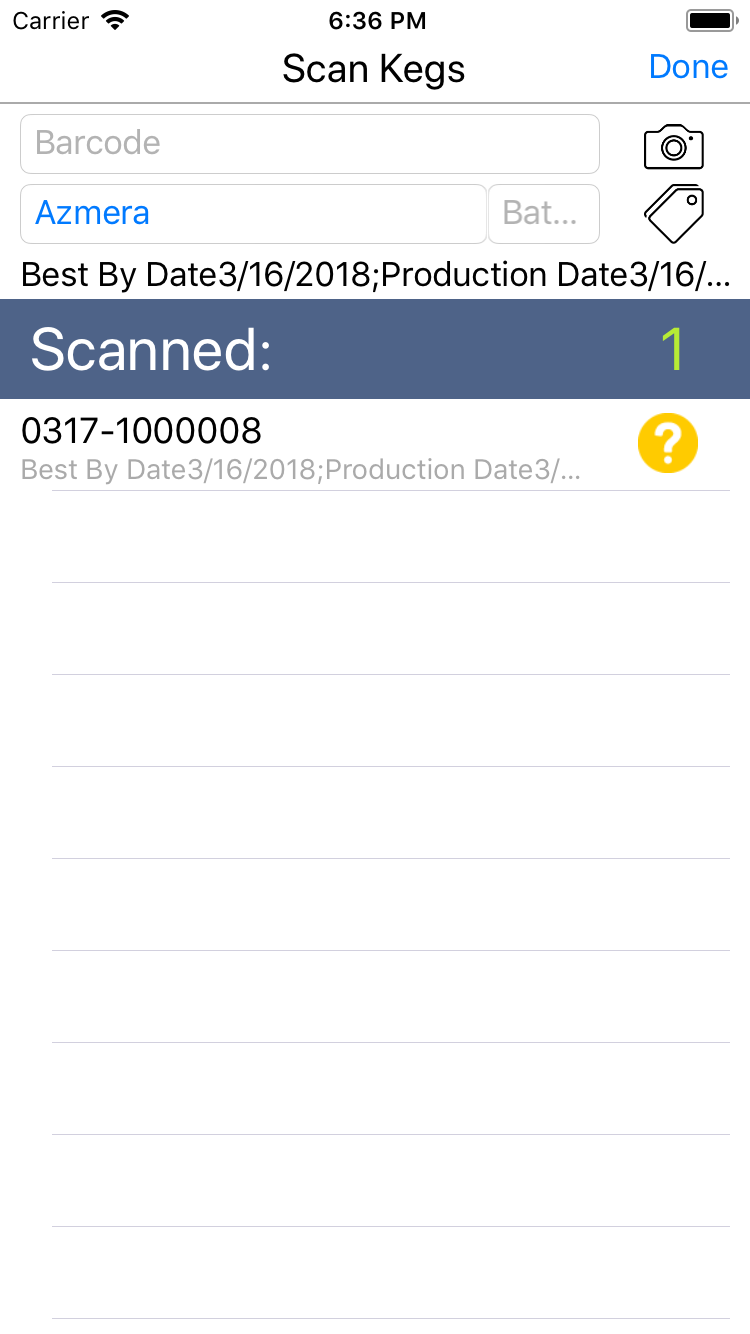 Carrier 6:36 PM
Scan Kegs Done
Barcode
Azmera Bat...
Best By Date3/16/2018;Production Date3/16/...
Scanned: 1
0317-1000008 ?
Best By Date3/16/2018;Production Date3/...